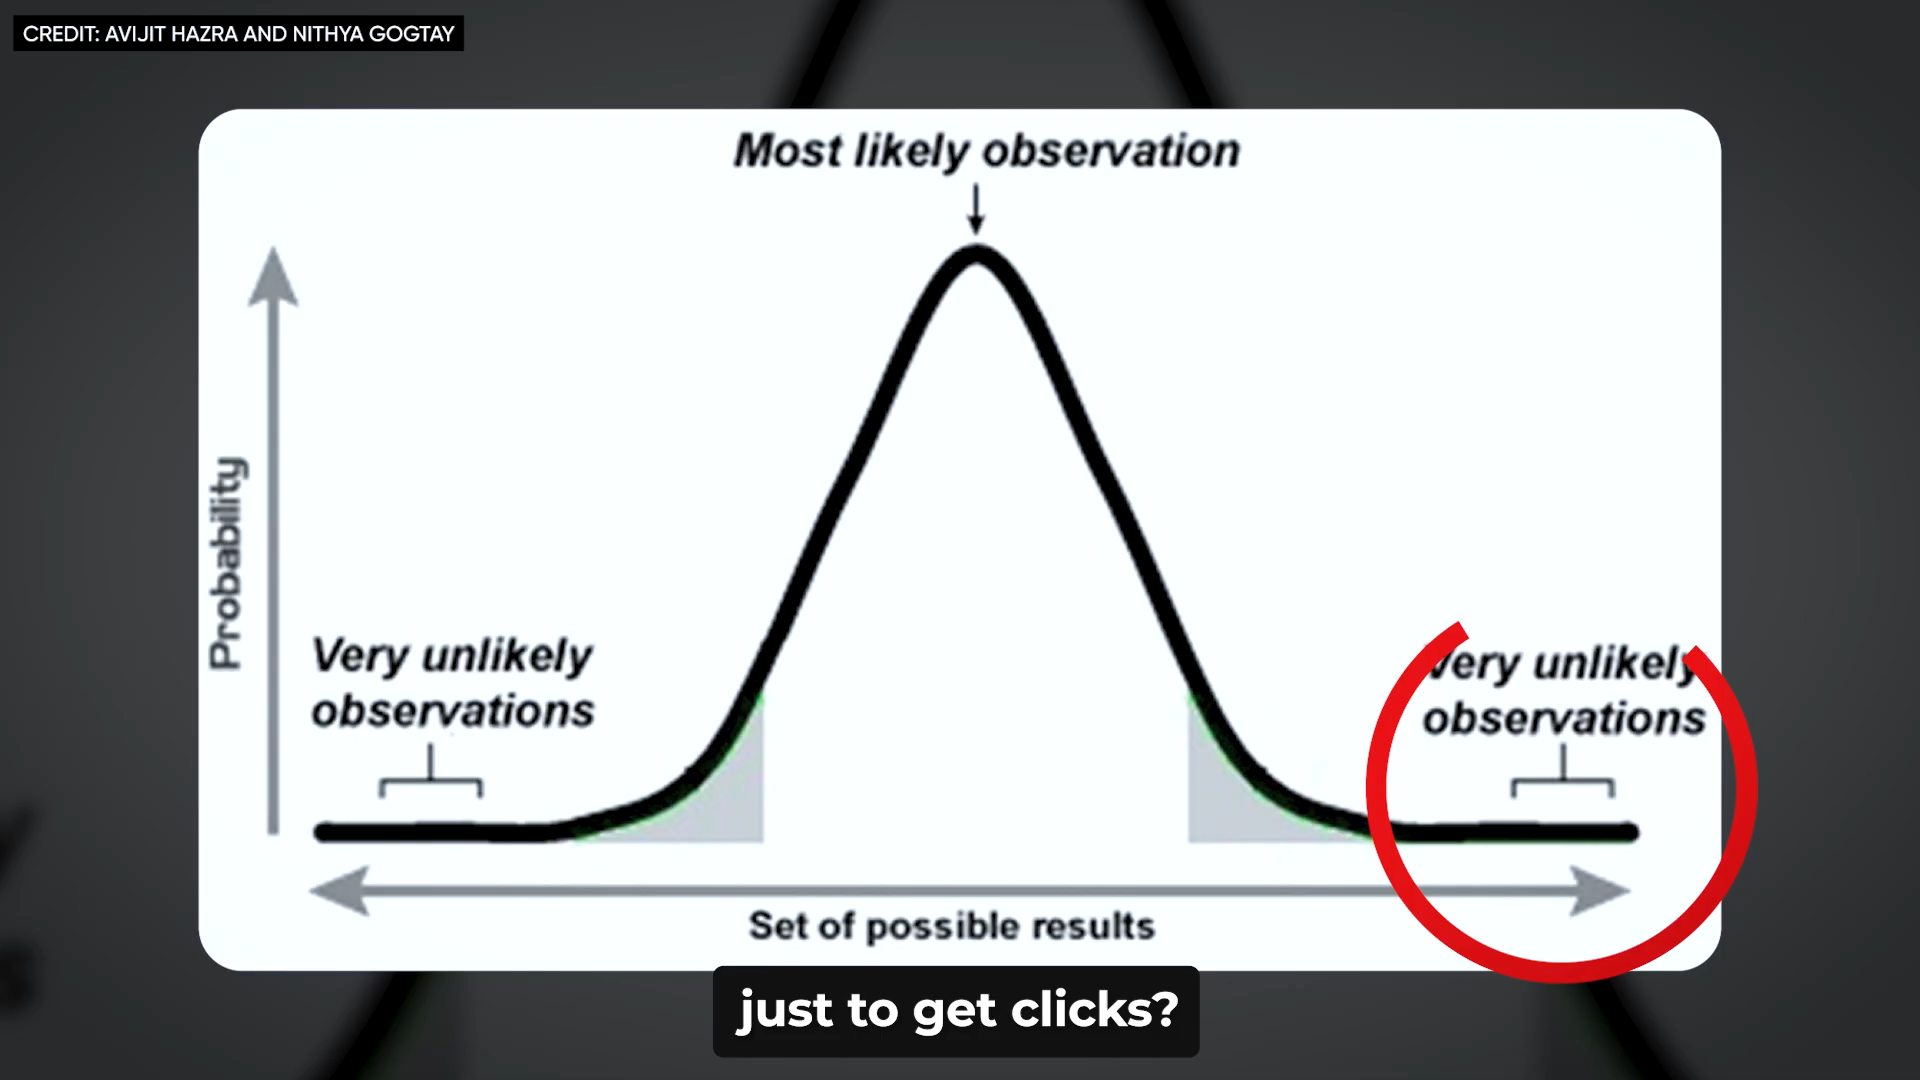 CREDIT: AVIJIT HAZRA AND NITHYA GOGTAY
Most likely observation
Probability
Very unlikely
observations
Very unlikely
observations
Set of possible results
just to get clicks?